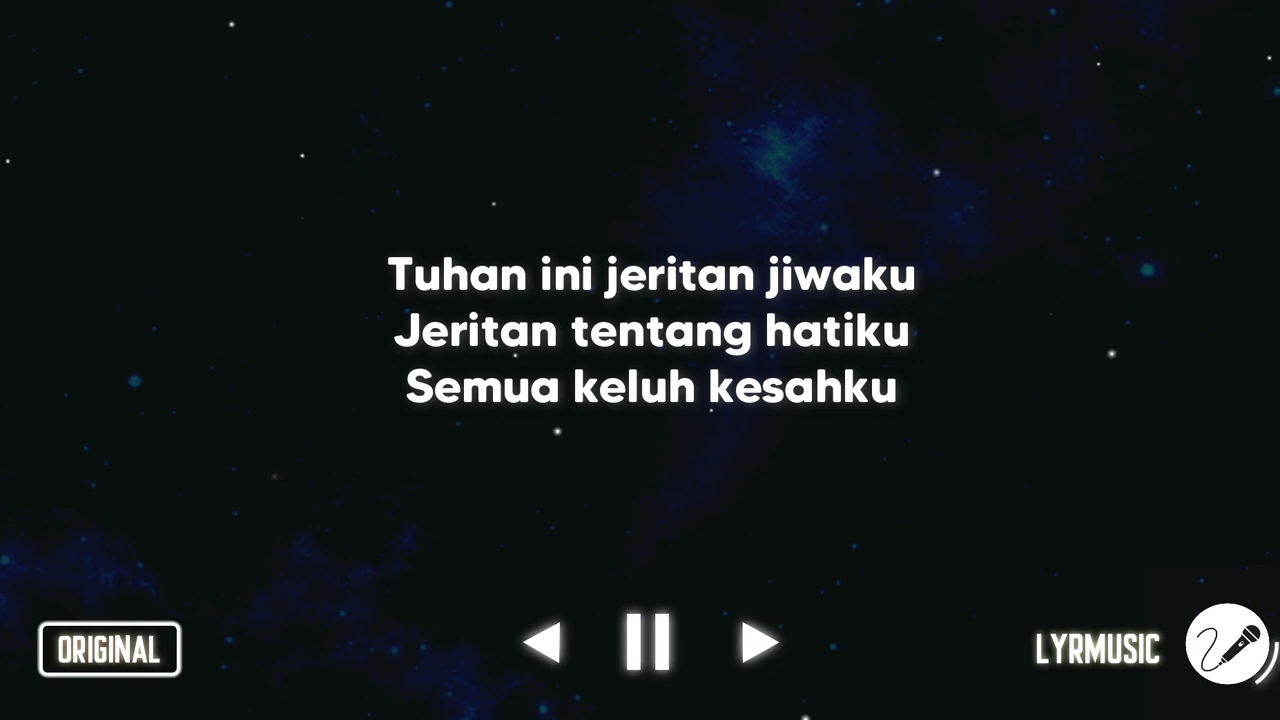 Tuhan ini jeritan jiwaku
Jeritan tentang hatiku
Semua keluh kesahku
ORIGINAL
LYRMUSIC